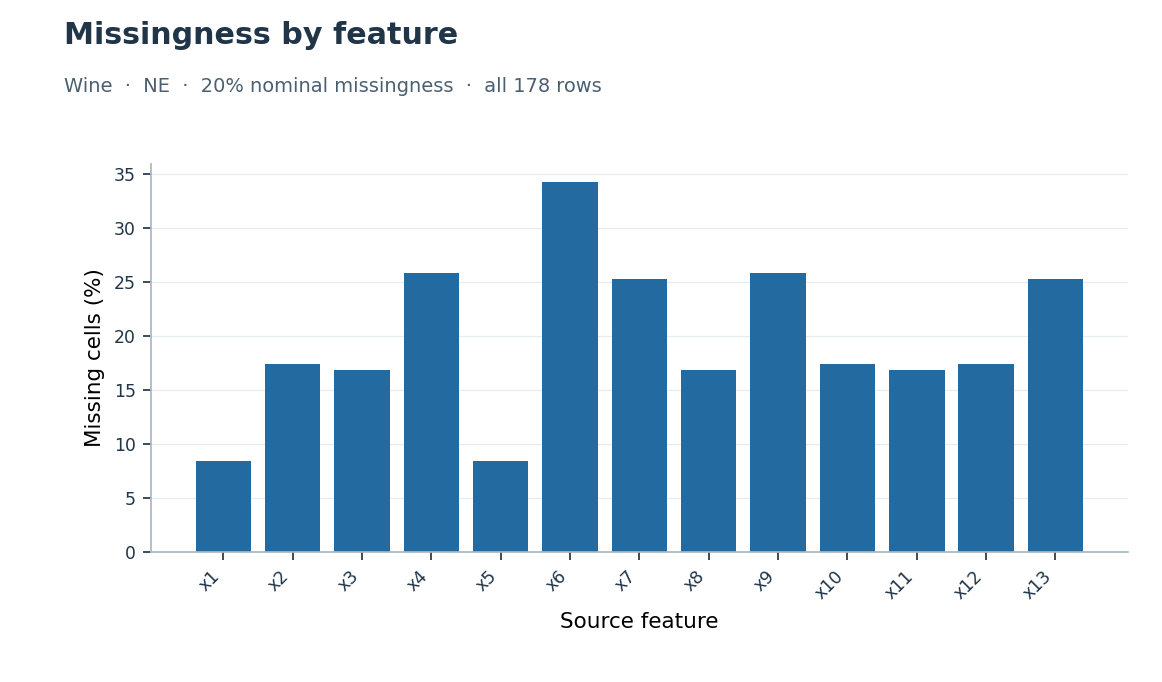 Missingness by feature
Wine · NE · 20% nominal missingness · all 178 rows
35
30
25
20
15
10
5
0
Missing cells (%)
x1 x2 x3 x4 x5 x6 x7 x8 x9 x10 x11 x12 x13
Source feature